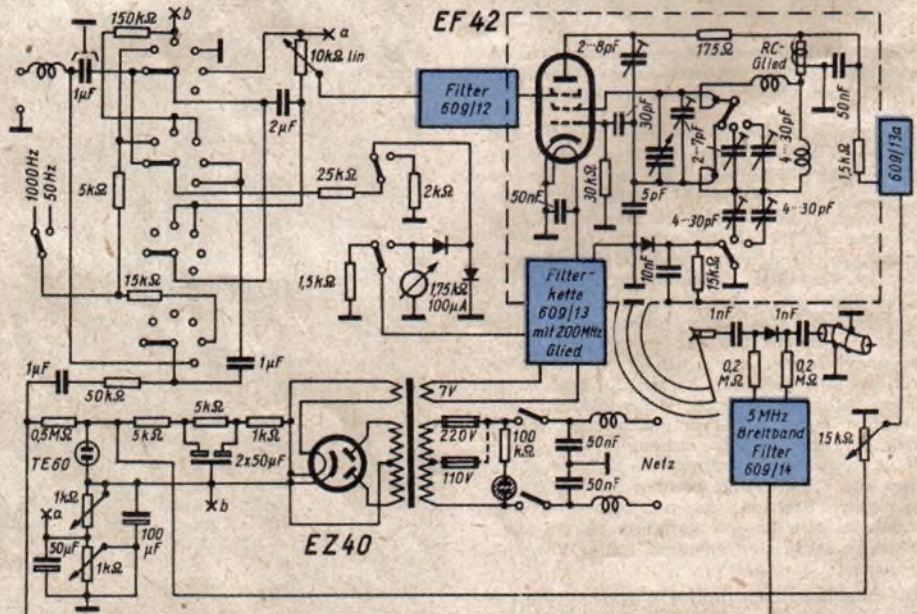 150kΩ
b
a
EF 42
10kΩ lin
1µF
2µF
Filter
609/12
2···8pF
175Ω
RC-
Glied
50nF
30pF
2···7pF
4···30pF
1,5kΩ
609/13a
1000Hz
50Hz
5kΩ
25kΩ
2kΩ
50nF
30kΩ
5pF
4···30pF
4···30pF
15kΩ
1,5kΩ
1,75kΩ
100µA
Filter-
kette
609/13
mit 200MHz
Glied
10nF
15kΩ
1nF
1nF
1µF
50kΩ
1µF
0,2
MΩ
0,2
MΩ
7V
0,5MΩ
5kΩ
5kΩ
1kΩ
220V
100
kΩ
50nF
5MHz
Breitband
Filter
609/14
15kΩ
TE60
2x50µF
110V
50nF
Netz
1kΩ
b
a
100
µF
EZ40
50µF
1kΩ